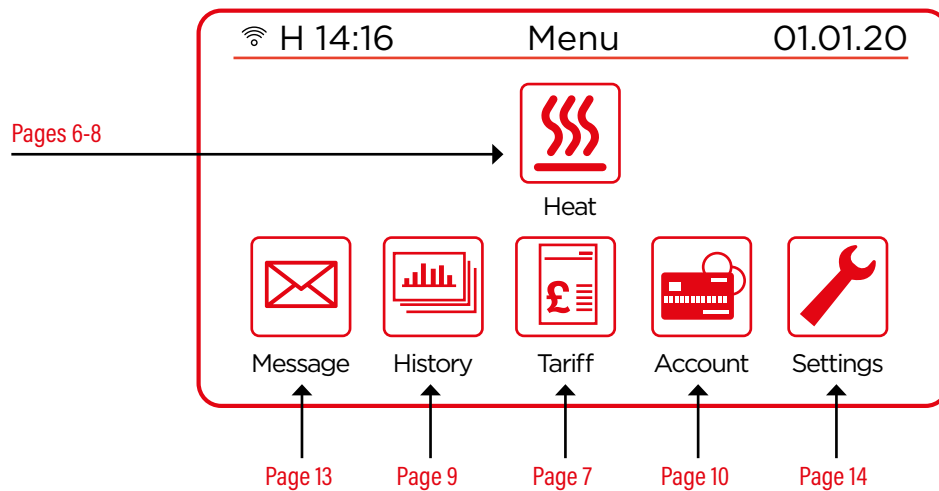 H 14:16 Menu 01.01.20
Pages 6-8
Heat
£
Message History Tariff Account Settings
Page 13 Page 9 Page 7 Page 10 Page 14